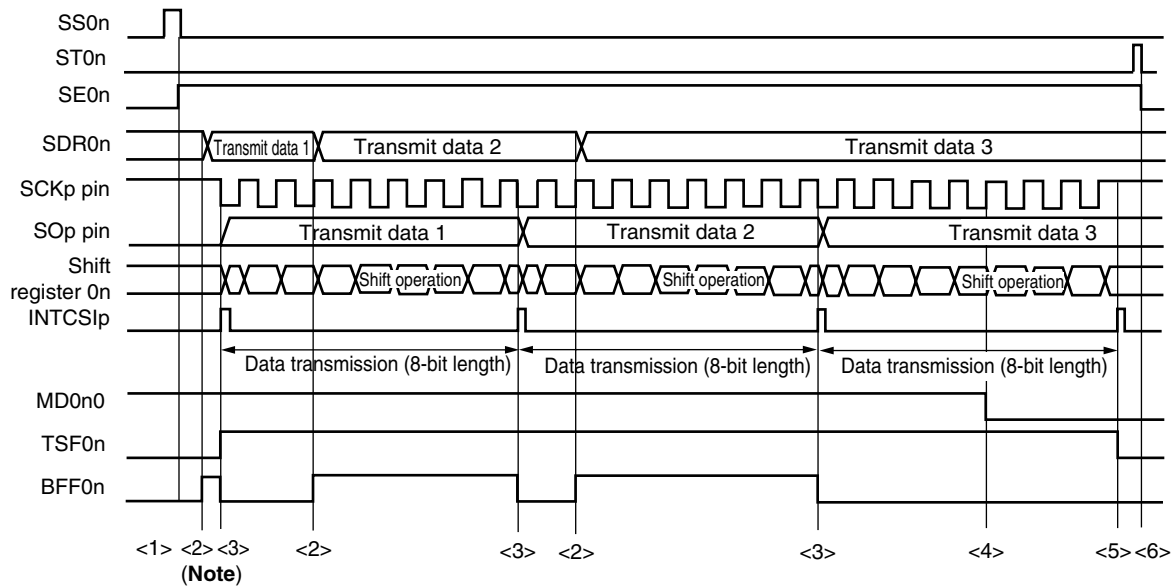 SS0n
ST0n
SE0n
SDR0n
Transmit data 1
Transmit data 2
Transmit data 3
SCKp pin
SOp pin
Transmit data 1
Transmit data 2
Transmit data 3
Shift
register 0n
Shift operation
Shift operation
Shift operation
INTCSIp
Data transmission (8-bit length)
Data transmission (8-bit length)
Data transmission (8-bit length)
MD0n0
TSF0n
BFF0n
<1> <2> <3> <2> <3> <2> <3> <4> <5> <6>
(Note)